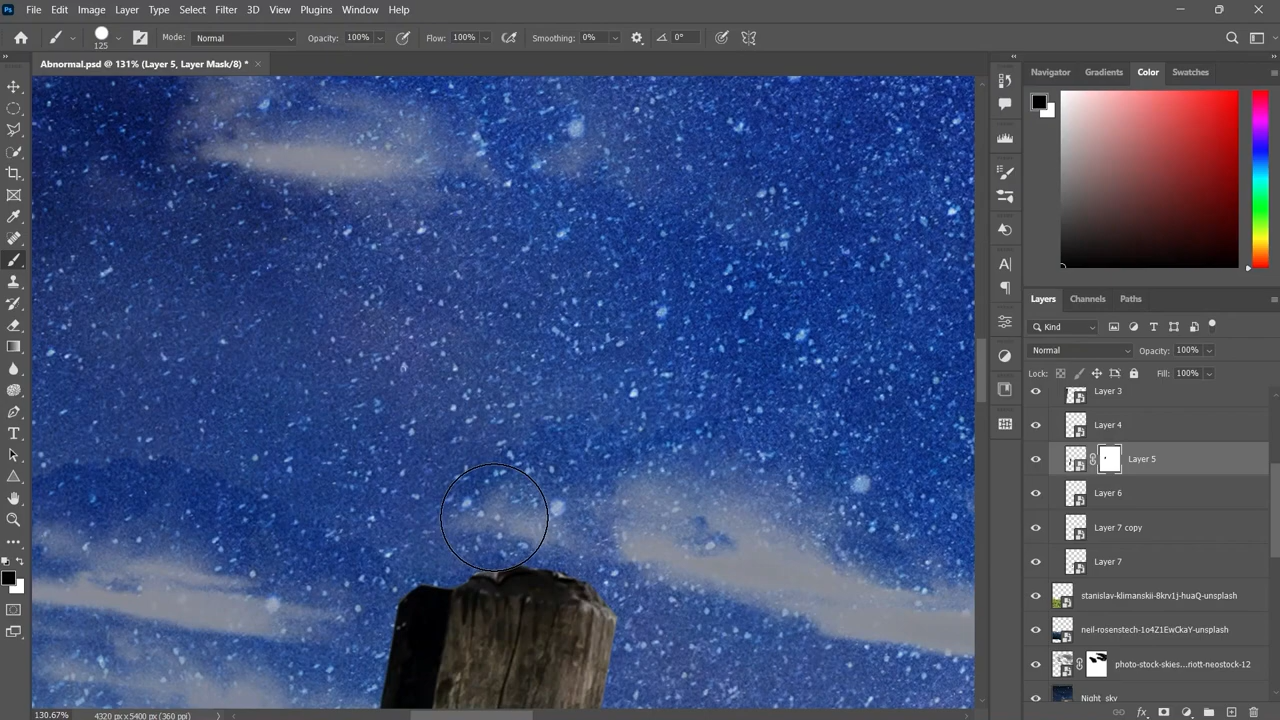 Ps File Edit Image Layer Type Select Filter 3D View Plugins Window Help
125 Mode: Normal Opacity: 100% Flow: 100% Smoothing: 0% 0°
Abnormal.psd @ 131% (Layer 5, Layer Mask/8) *
Navigator Gradients Color Swatches
Layers Channels Paths
Kind
Normal Opacity: 100%
Lock: Fill: 100%
Layer 3
Layer 4
Layer 5
Layer 6
Layer 7 copy
Layer 7
stanislav-klimanskii-8krv1j-huaQ-unsplash
neil-rosenstech-1o4Z1EwCkaY-unsplash
photo-stock-skies...riott-neostock-12
Night_sky
130.67% 4320 px x 5400 px (360 ppi)